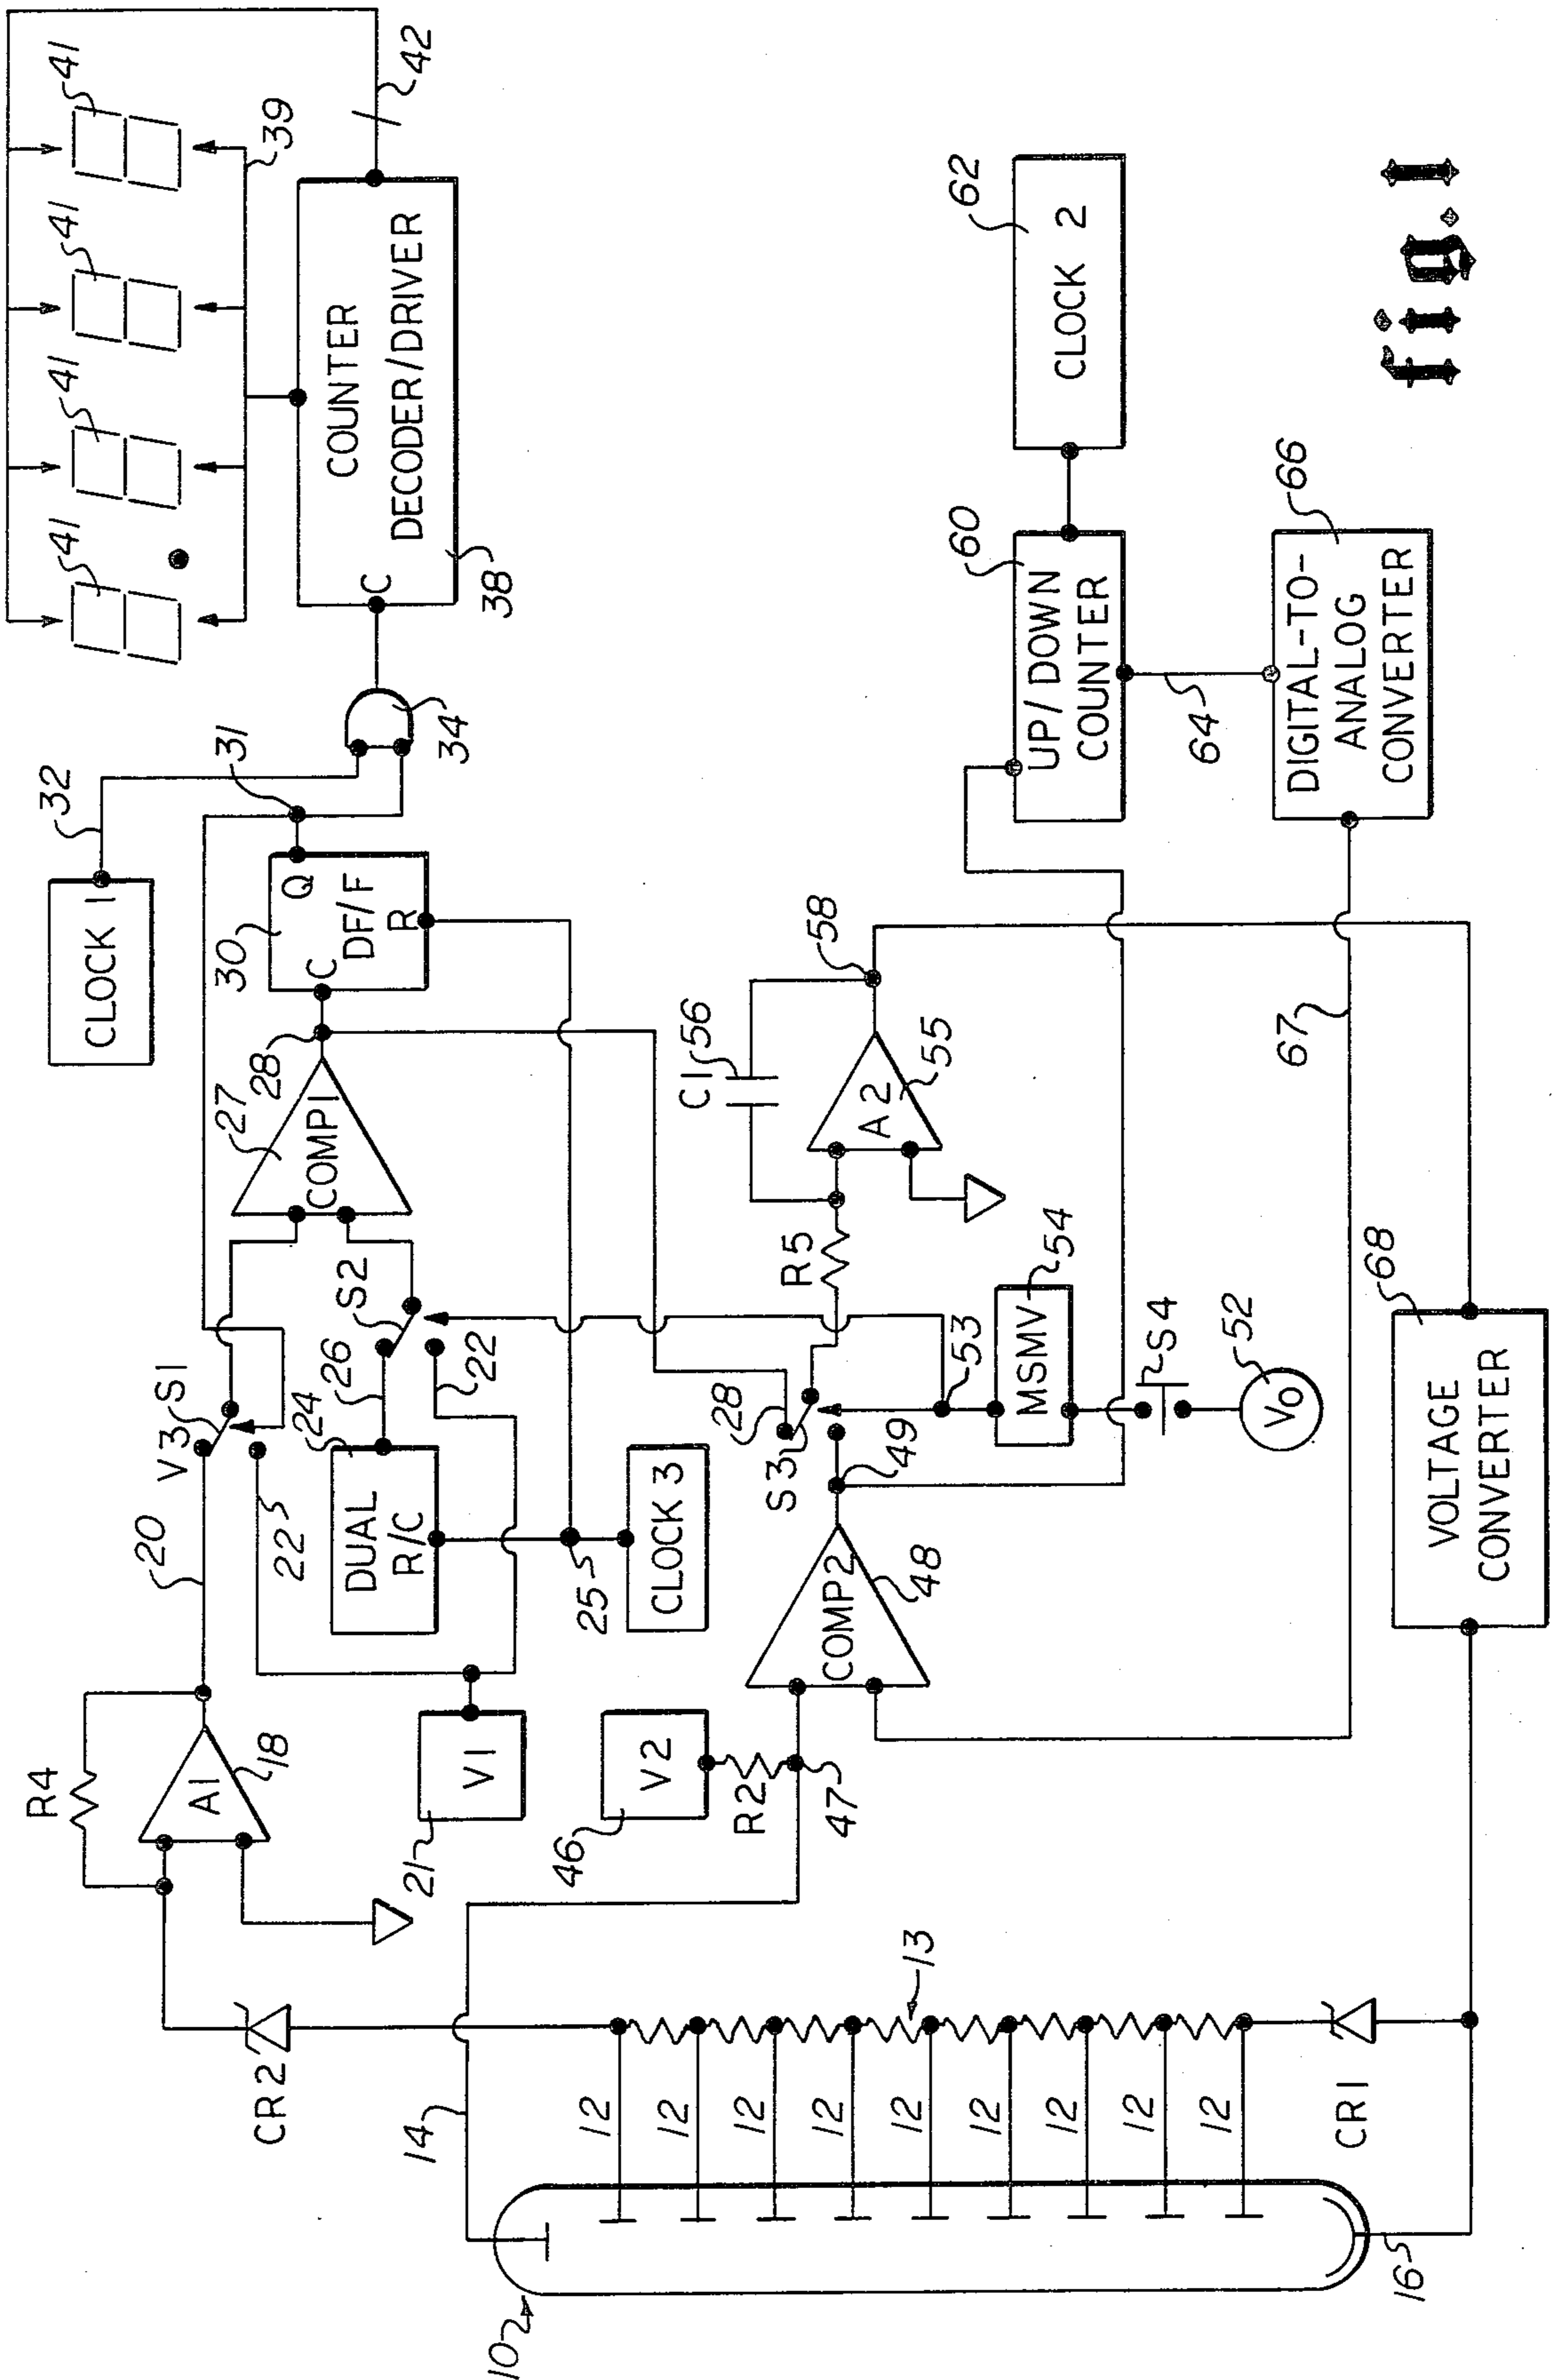 10
14
16
12
12
12
12
12
12
12
12
12
13
CR1
CR2
R4
A1
18
20
V1
21
22
22
V2
46
R2
47
V3
S1
DUAL
R/C
24
26
S2
25
CLOCK 3
COMP1
27
28
28
COMP2
48
49
S3
53
MSMV
54
S4
VO
52
R5
A2
55
C1
56
58
CLOCK 1
32
C
Q
DF/F
R
30
31
34
C
COUNTER
DECODER/DRIVER
38
39
41
41
41
41
42
UP/DOWN
COUNTER
60
CLOCK 2
62
64
DIGITAL-TO-
ANALOG
CONVERTER
66
67
VOLTAGE
CONVERTER
68
fig.1